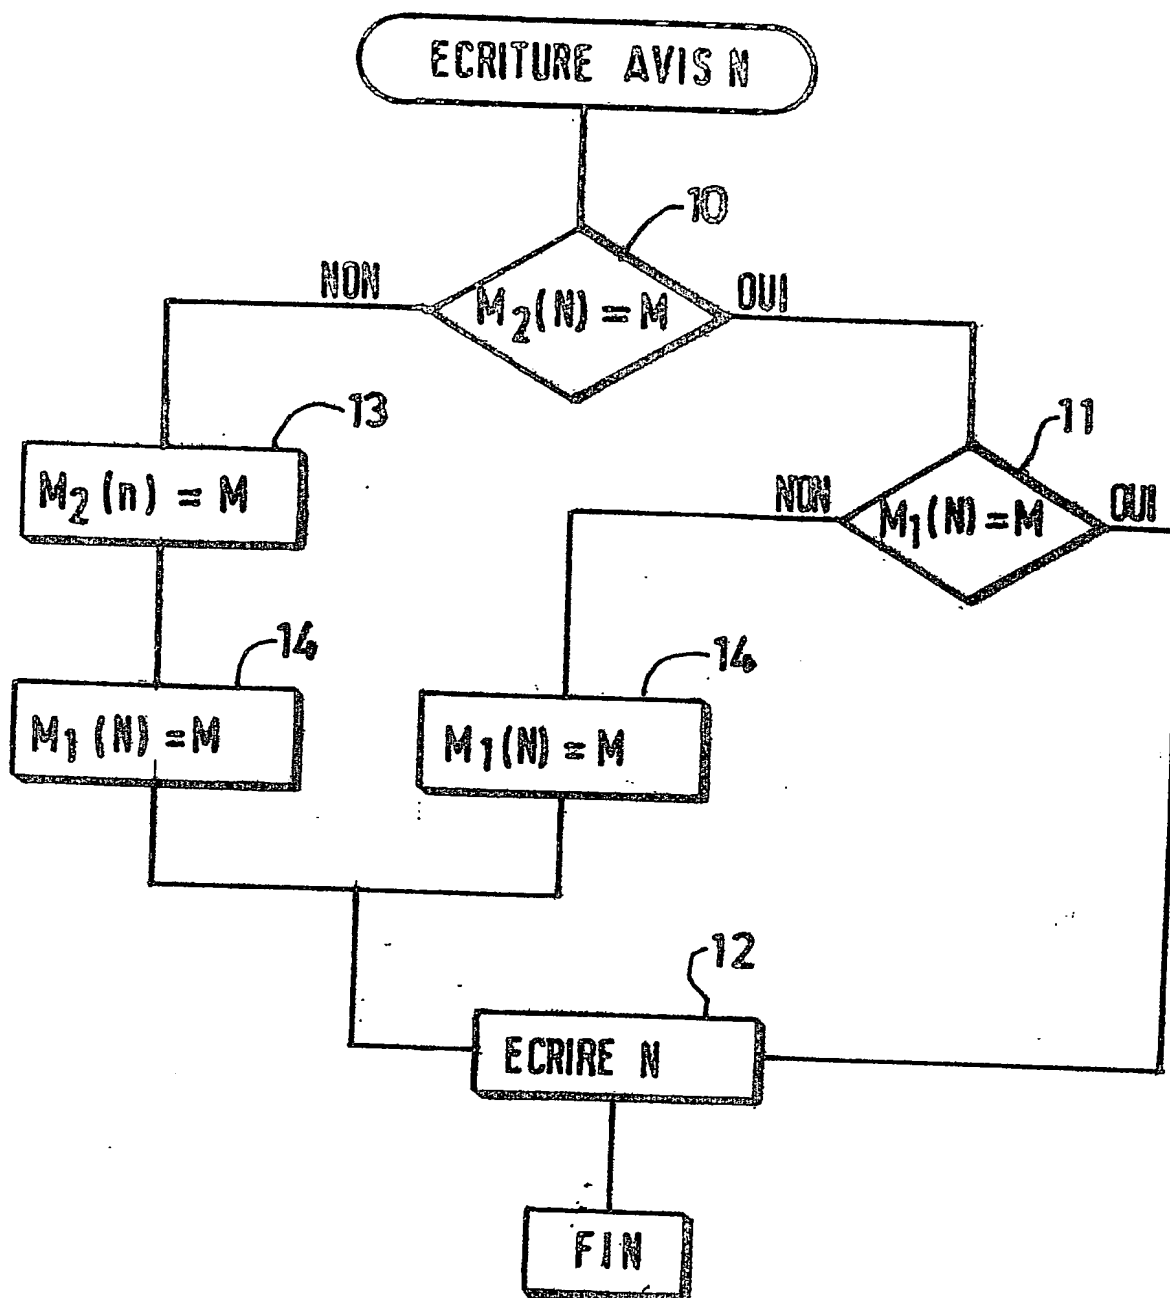 ECRITURE AVIS N
10
NON
OUI
M2(N) = M
13
11
M2(n) = M
NON
OUI
M1(N) = M
14
14
M1(N) = M
M1(N) = M
12
ECRIRE N
FIN